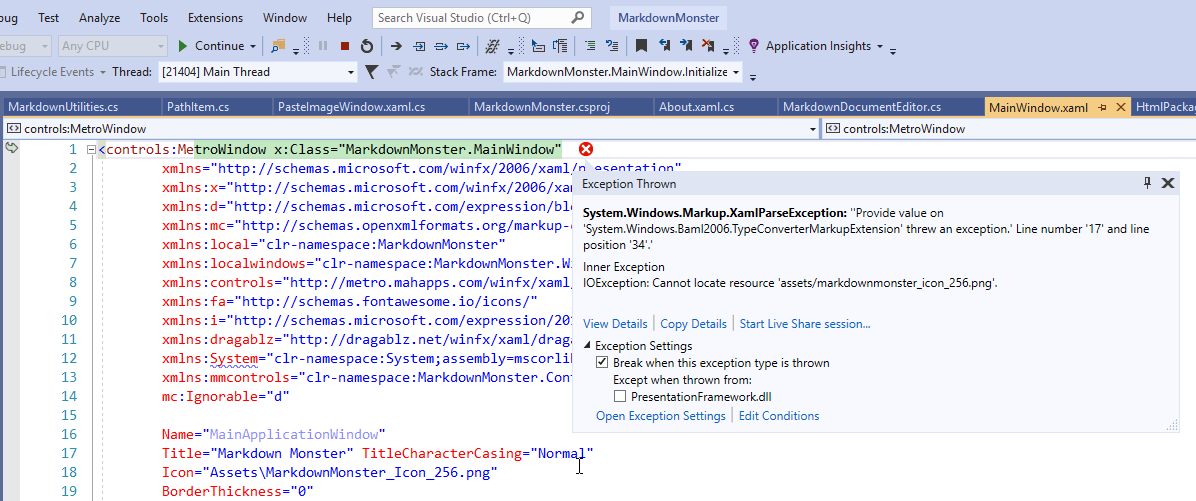 bug Test Analyze Tools Extensions Window Help Search Visual Studio (Ctrl+Q) MarkdownMonster
ebug Any CPU Continue Application Insights
Lifecycle Events Thread: [21404] Main Thread Stack Frame: MarkdownMonster.MainWindow.Initialize
MarkdownUtilities.cs PathItem.cs PasteImageWindow.xaml.cs MarkdownMonster.csproj About.xaml.cs MarkdownDocumentEditor.cs MainWindow.xaml HtmlPacka
controls:MetroWindow controls:MetroWindow
1 <controls:MetroWindow x:Class="MarkdownMonster.MainWindow"
2 xmlns="http://schemas.microsoft.com/winfx/2006/xaml/presentation"
3 xmlns:x="http://schemas.microsoft.com/winfx/2006/xa
4 xmlns:d="http://schemas.microsoft.com/expression/bl
5 xmlns:mc="http://schemas.openxmlformats.org/markup-
6 xmlns:local="clr-namespace:MarkdownMonster"
7 xmlns:localwindows="clr-namespace:MarkdownMonster.Wi
8 xmlns:controls="http://metro.mahapps.com/winfx/xaml/
9 xmlns:fa="http://schemas.fontawesome.io/icons/"
10 xmlns:i="http://schemas.microsoft.com/expression/201
11 xmlns:dragablz="http://dragablz.net/winfx/xaml/drag
12 xmlns:System="clr-namespace:System;assembly=mscorlib
13 xmlns:mmcontrols="clr-namespace:MarkdownMonster.Con
14 mc:Ignorable="d"
15
16 Name="MainApplicationWindow"
17 Title="Markdown Monster" TitleCharacterCasing="Normal"
18 Icon="Assets\MarkdownMonster_Icon_256.png"
19 BorderThickness="0"
Exception Thrown
System.Windows.Markup.XamlParseException: ''Provide value on
'System.Windows.Baml2006.TypeConverterMarkupExtension' threw an exception.' Line number '17' and line
position '34'.'
Inner Exception
IOException: Cannot locate resource 'assets/markdownmonster_icon_256.png'.
View Details Copy Details Start Live Share session...
Exception Settings
Break when this exception type is thrown
Except when thrown from:
PresentationFramework.dll
Open Exception Settings Edit Conditions